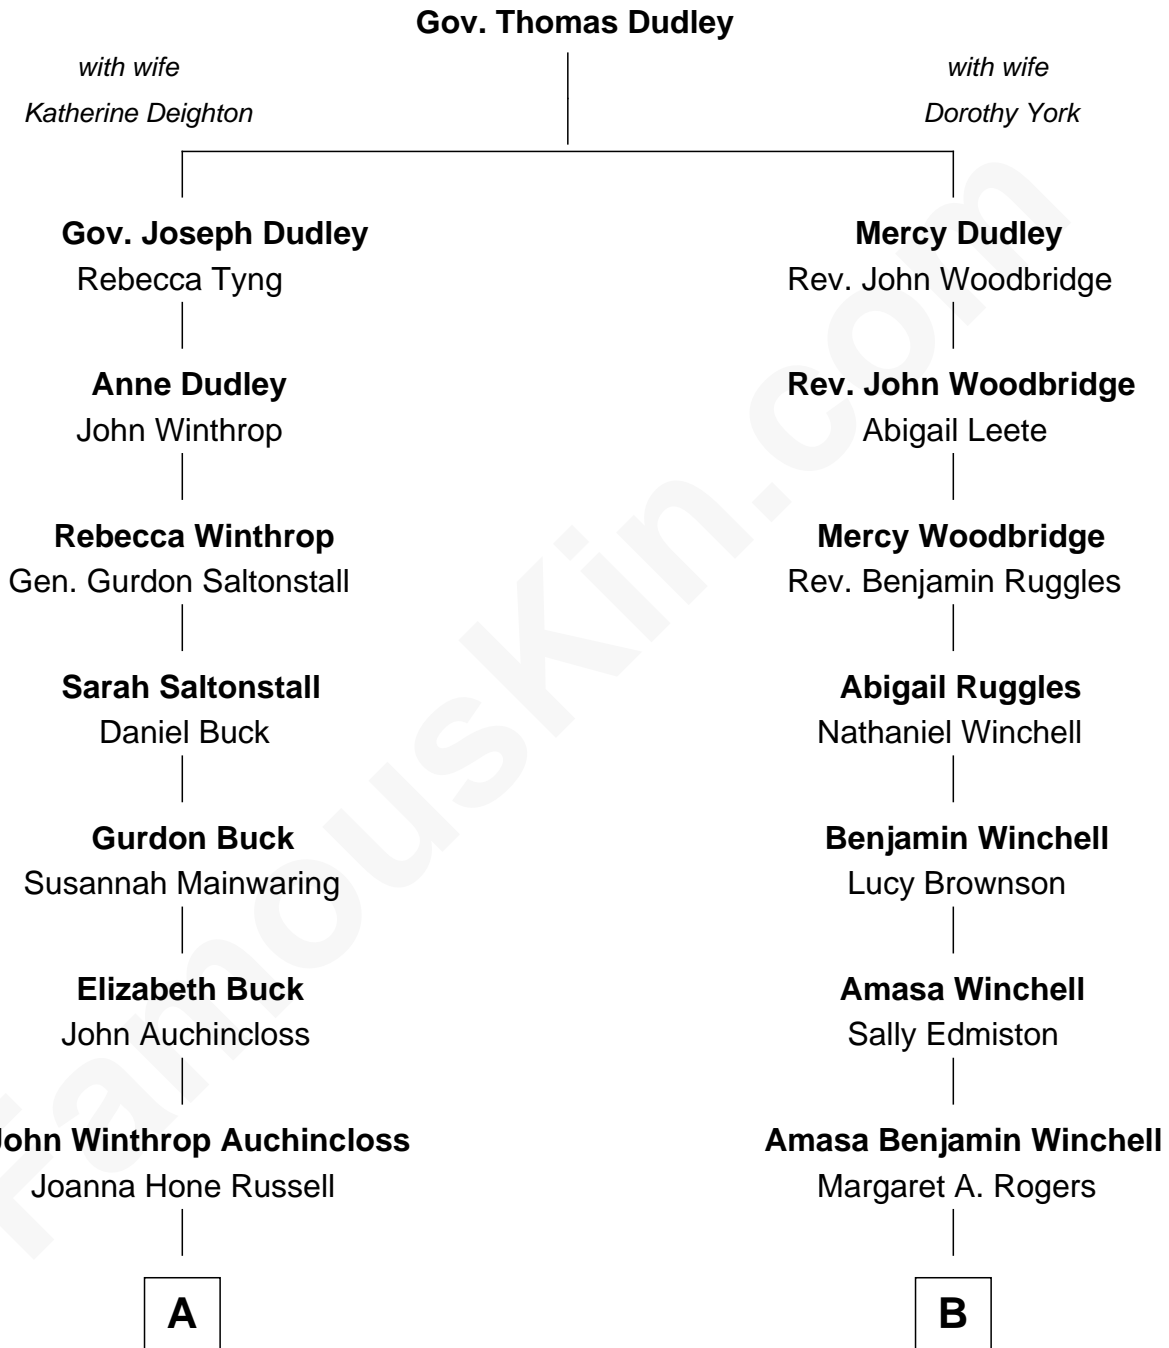 Gov. Thomas Dudley
with wife
Katherine Deighton
with wife
Dorothy York
Gov. Joseph Dudley
Rebecca Tyng
Mercy Dudley
Rev. John Woodbridge
Anne Dudley
John Winthrop
Rev. John Woodbridge
Abigail Leete
Rebecca Winthrop
Gen. Gurdon Saltonstall
Mercy Woodbridge
Rev. Benjamin Ruggles
Sarah Saltonstall
Daniel Buck
Abigail Ruggles
Nathaniel Winchell
Gurdon Buck
Susannah Mainwaring
Benjamin Winchell
Lucy Brownson
Elizabeth Buck
John Auchincloss
Amasa Winchell
Sally Edmiston
John Winthrop Auchincloss
Joanna Hone Russell
Amasa Benjamin Winchell
Margaret A. Rogers
A
B
FamousKin.com